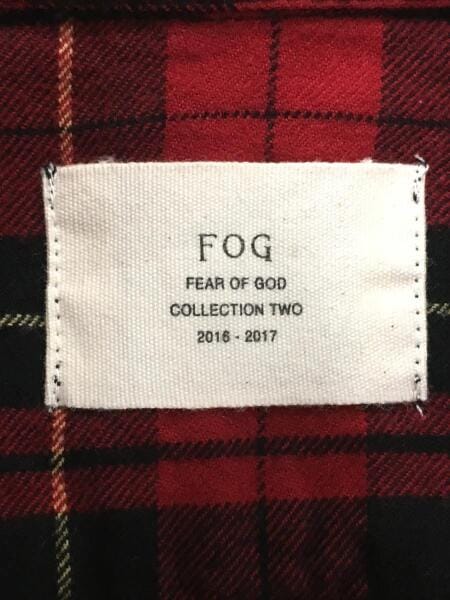 FOG
FEAR OF GOD
COLLECTION TWO
2016 - 2017